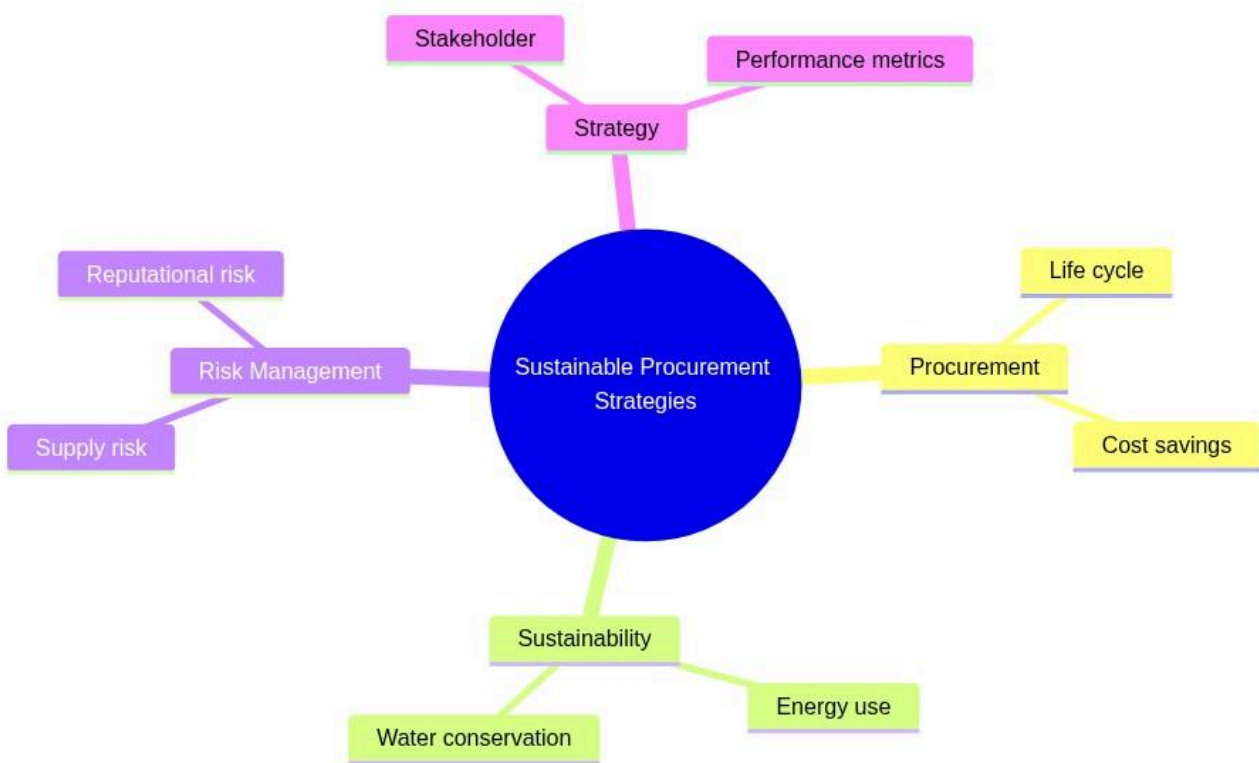 Stakeholder
Performance metrics
Strategy
Reputational risk
Risk Management
Supply risk
Sustainable Procurement
Strategies
Life cycle
Procurement
Cost savings
Sustainability
Energy use
Water conservation